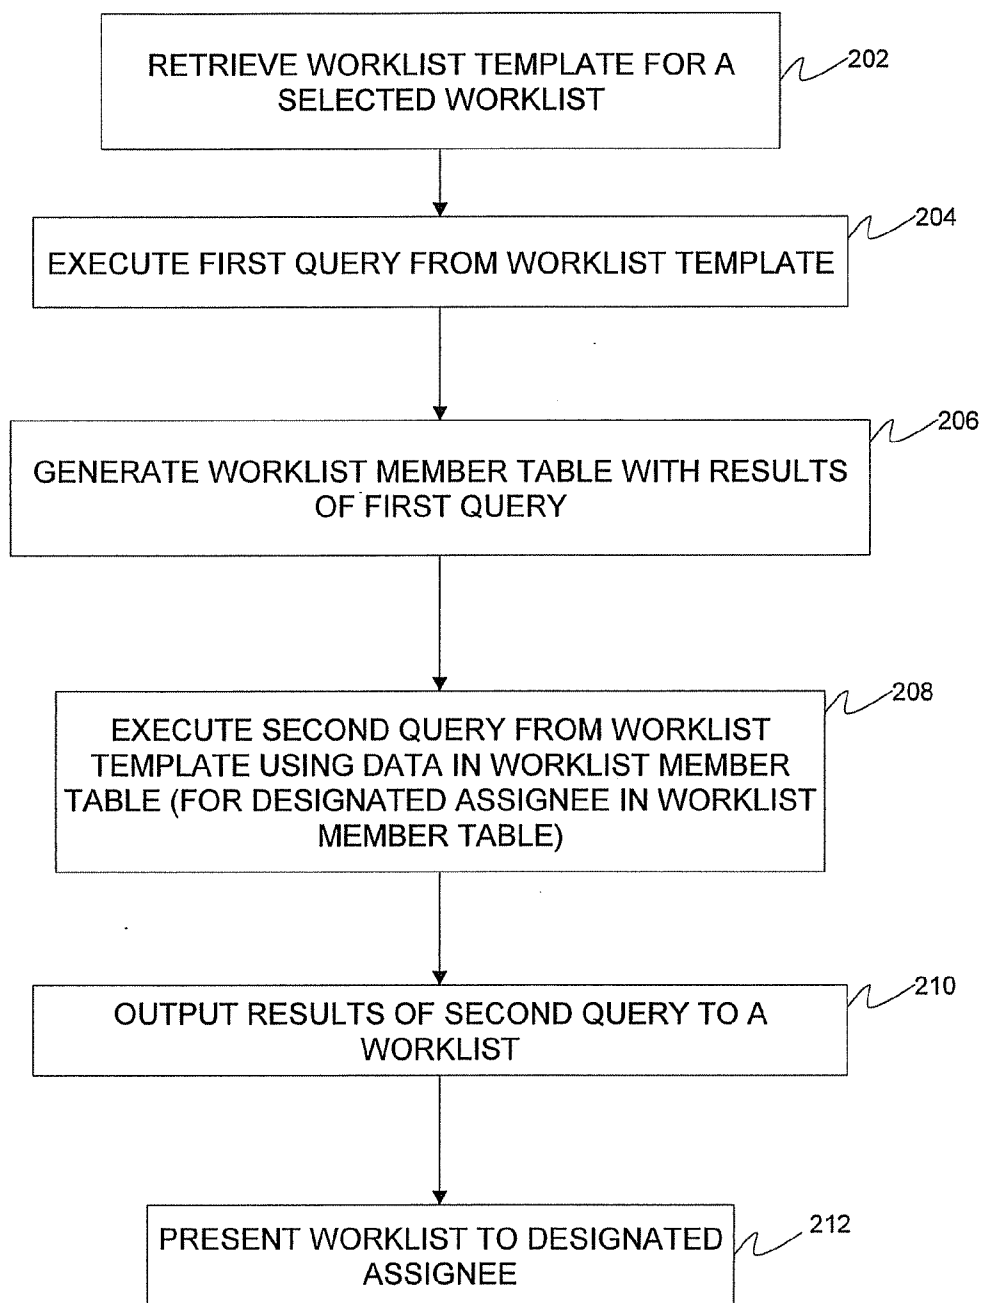 RETRIEVE WORKLIST TEMPLATE FOR A
SELECTED WORKLIST
202
EXECUTE FIRST QUERY FROM WORKLIST TEMPLATE
204
GENERATE WORKLIST MEMBER TABLE WITH RESULTS
OF FIRST QUERY
206
EXECUTE SECOND QUERY FROM WORKLIST
TEMPLATE USING DATA IN WORKLIST MEMBER
TABLE (FOR DESIGNATED ASSIGNEE IN WORKLIST
MEMBER TABLE)
208
OUTPUT RESULTS OF SECOND QUERY TO A
WORKLIST
210
PRESENT WORKLIST TO DESIGNATED
ASSIGNEE
212